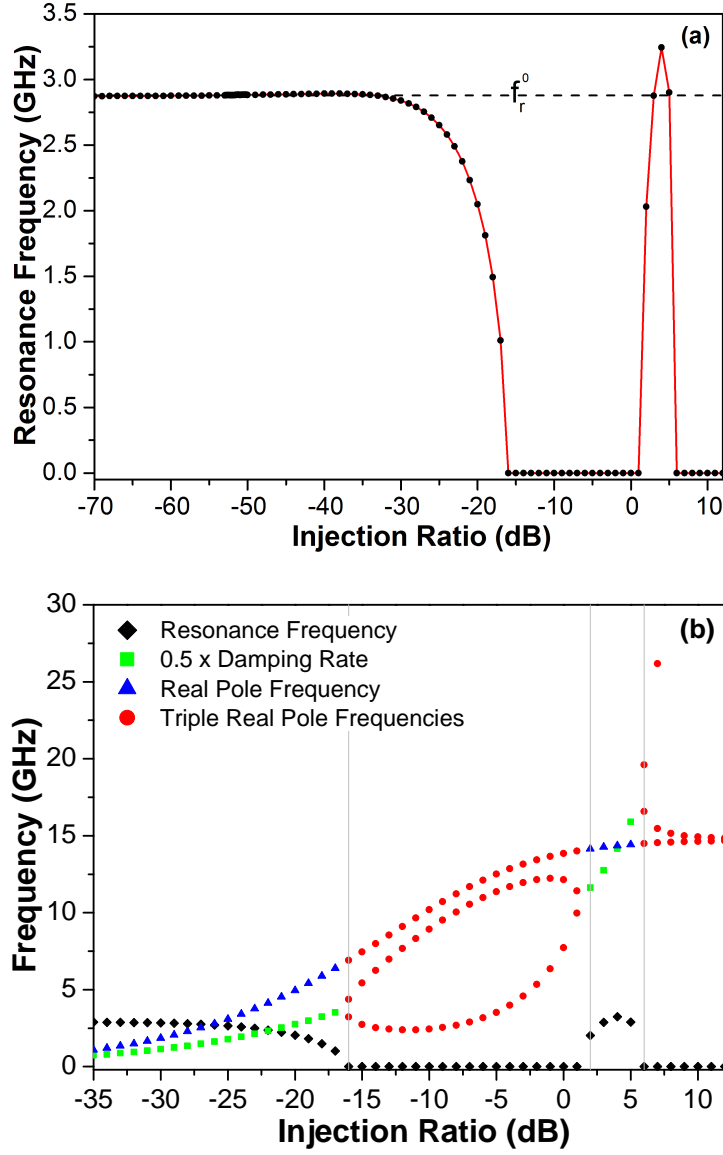 (a)
3.5
3.0
2.5
2.0
1.5
1.0
0.5
0.0
Resonance Frequency (GHz)
f_r^0
-70 -60 -50 -40 -30 -20 -10 0 10
Injection Ratio (dB)
(b)
Resonance Frequency
0.5 x Damping Rate
Real Pole Frequency
Triple Real Pole Frequencies
30
25
20
15
10
5
0
Frequency (GHz)
-35 -30 -25 -20 -15 -10 -5 0 5 10
Injection Ratio (dB)